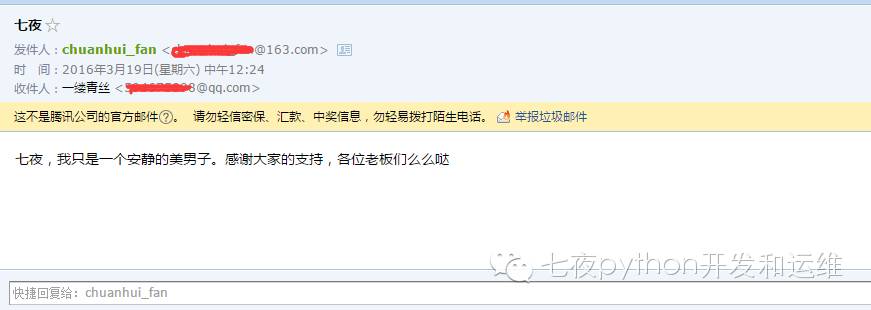 七夜☆
发件人：chuanhui_fan <@163.com>
时　间：2016年3月19日(星期六) 中午12:24
收件人：一缕青丝 <8@qq.com>
这不是腾讯公司的官方邮件?。 请勿轻信密保、汇款、中奖信息，勿轻易拨打陌生电话。 举报垃圾邮件
七夜，我只是一个安静的美男子。感谢大家的支持，各位老板们么么哒
七夜python开发和运维
快捷回复给：chuanhui_fan